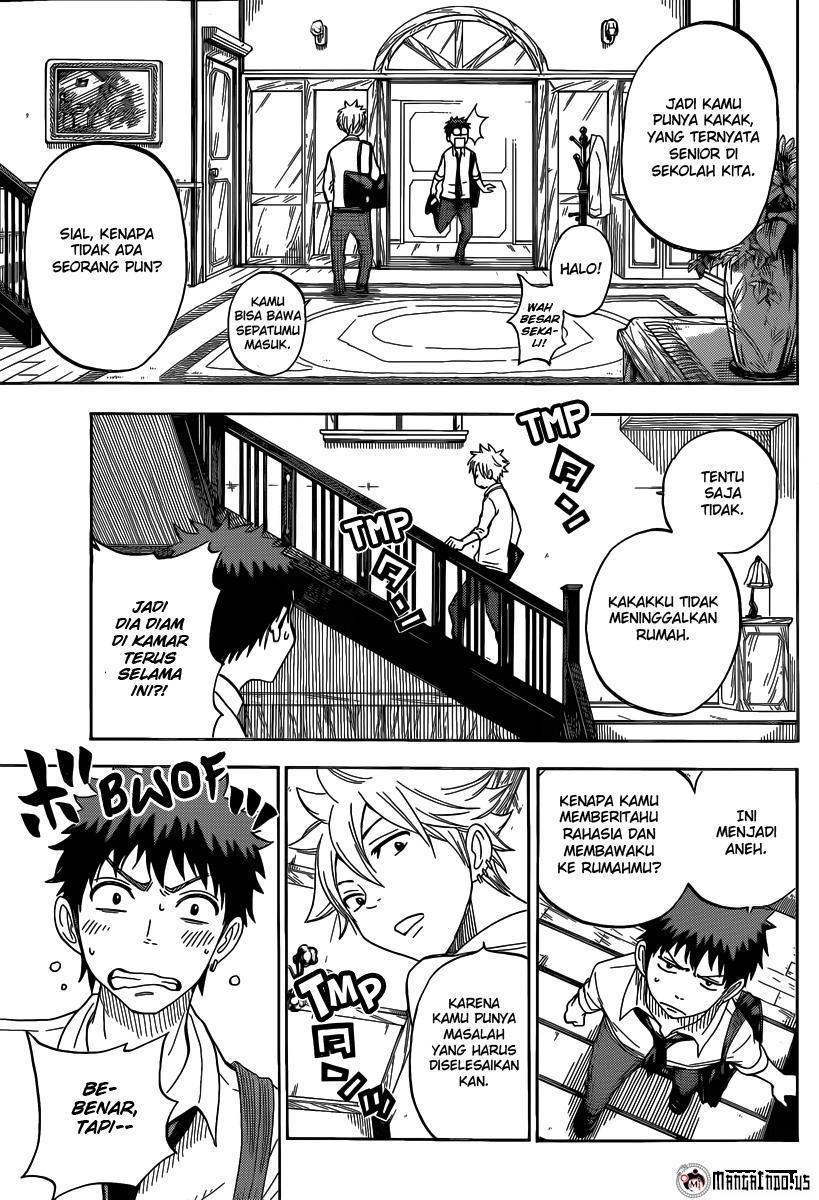 JADI KAMU
PUNYA KAKAK,
YANG TERNYATA
SENIOR DI
SEKOLAH KITA.
HALO!
WAH
BESAR
SEKA-
LI!
KAMU
BISA BAWA
SEPATUMU
MASUK.
SIAL, KENAPA
TIDAK ADA
SEORANG PUN?
TENTU
SAJA
TIDAK.
KAKAKKU TIDAK
MENINGGALKAN
RUMAH.
TMP
TMP
JADI
DIA DIAM
DI KAMAR
TERUS
SELAMA
INI?!
INI
MENJADI
ANEH.
KENAPA KAMU
MEMBERITAHU
RAHASIA DAN
MEMBAWAKU
KE RUMAHMU?
KARENA
KAMU PUNYA
MASALAH
YANG HARUS
DISELESAIKAN
KAN.
TMP
ボ BWOF
BE-
BENAR,
TAPI--
MANGAINDO.US